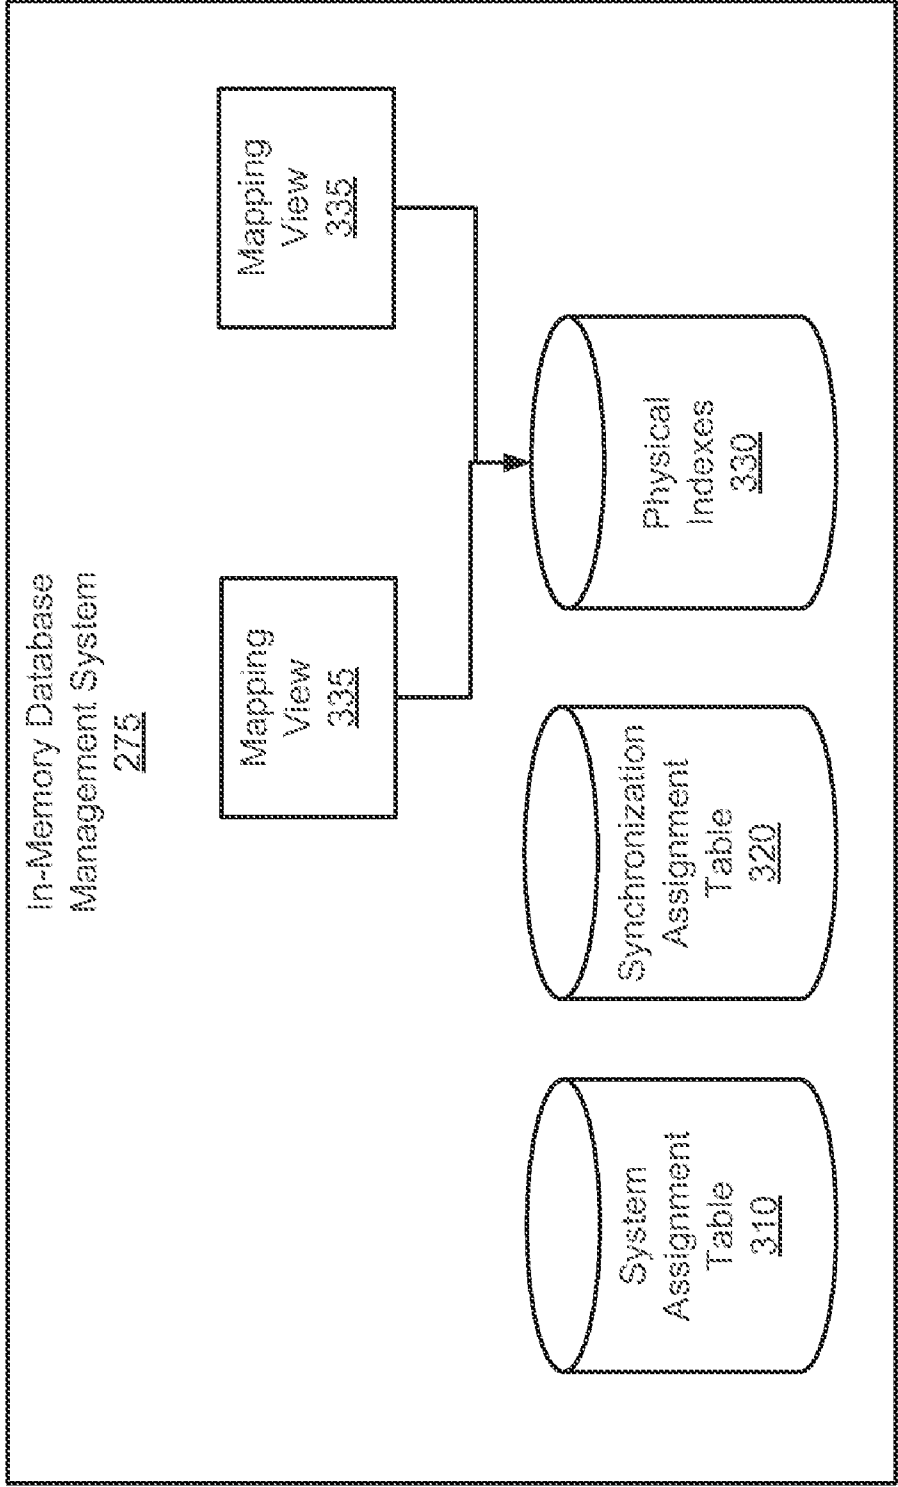 In-Memory Database
Management System
275
Mapping
View
335
Mapping
View
335
System
Assignment
Table
310
Synchronization
Assignment
Table
320
Physical
Indexes
330